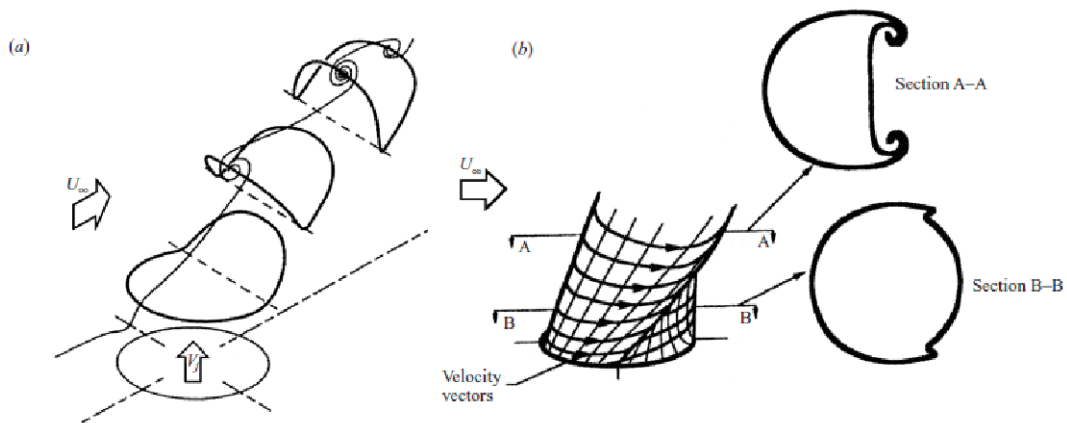 (a)
U∞
Vj
(b)
U∞
Section A–A
A
A
B
B
Section B–B
Velocity
vectors